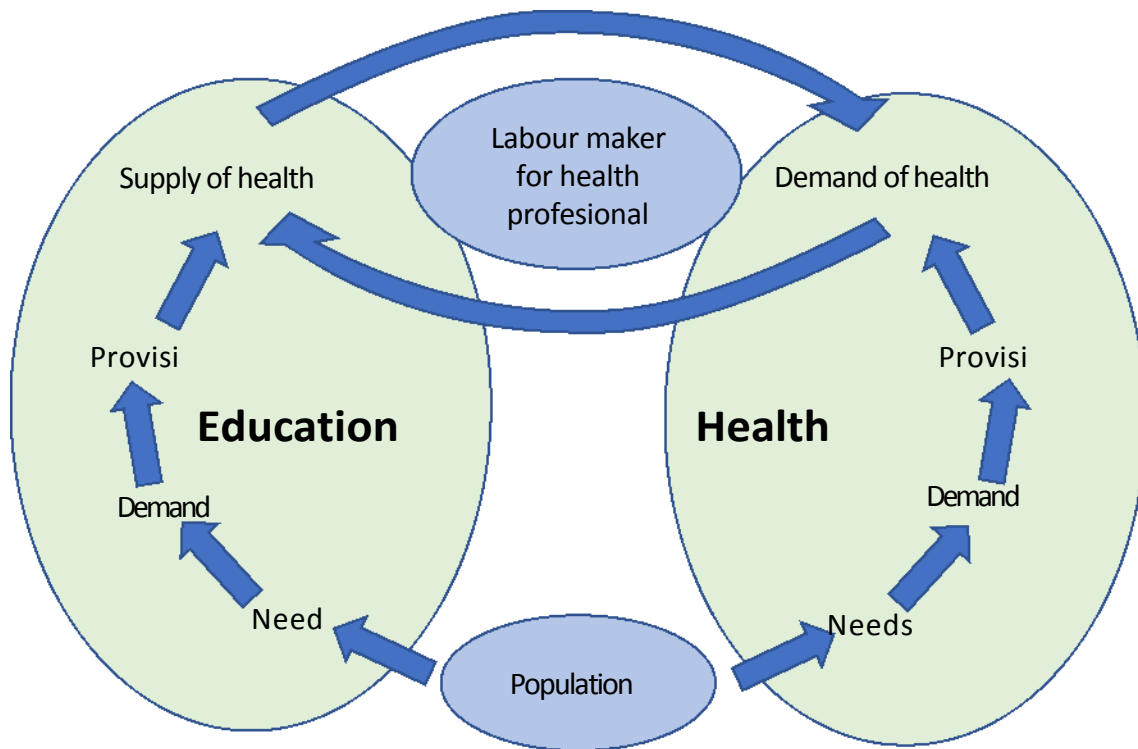 Labour maker
for health
profesional
Supply of health
Demand of health
Provisi
Provisi
Education
Health
Demand
Demand
Need
Needs
Population